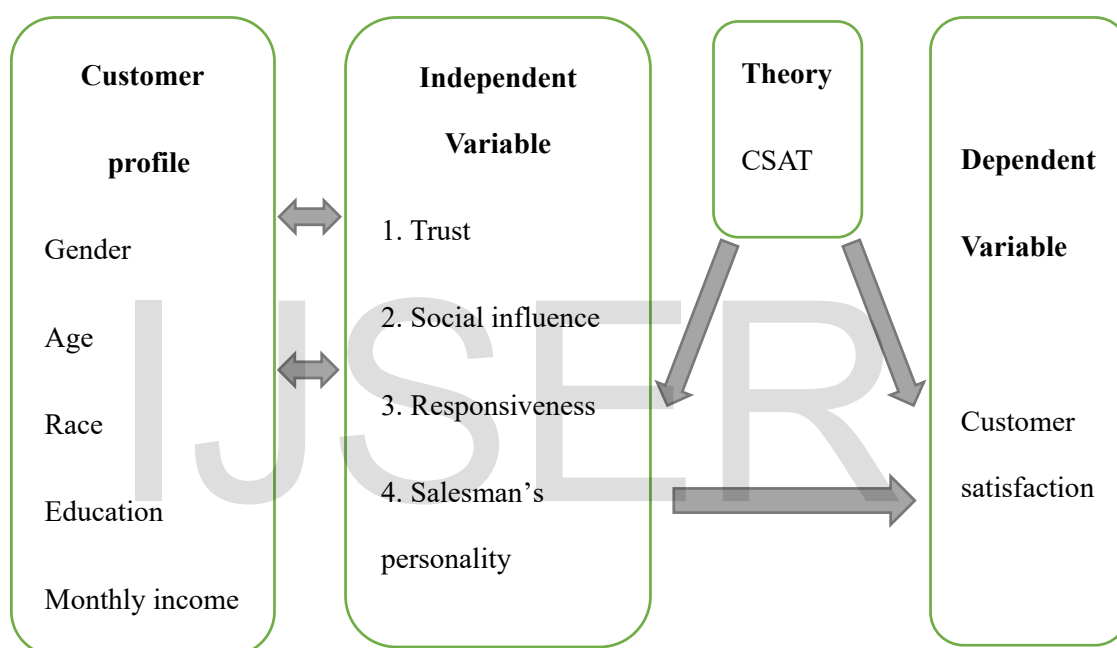 Customer
profile
Gender
Age
Race
Education
Monthly income
Independent
Variable
1. Trust
2. Social influence
3. Responsiveness
4. Salesman’s
personality
Theory
CSAT
Dependent
Variable
Customer
satisfaction
IJSER